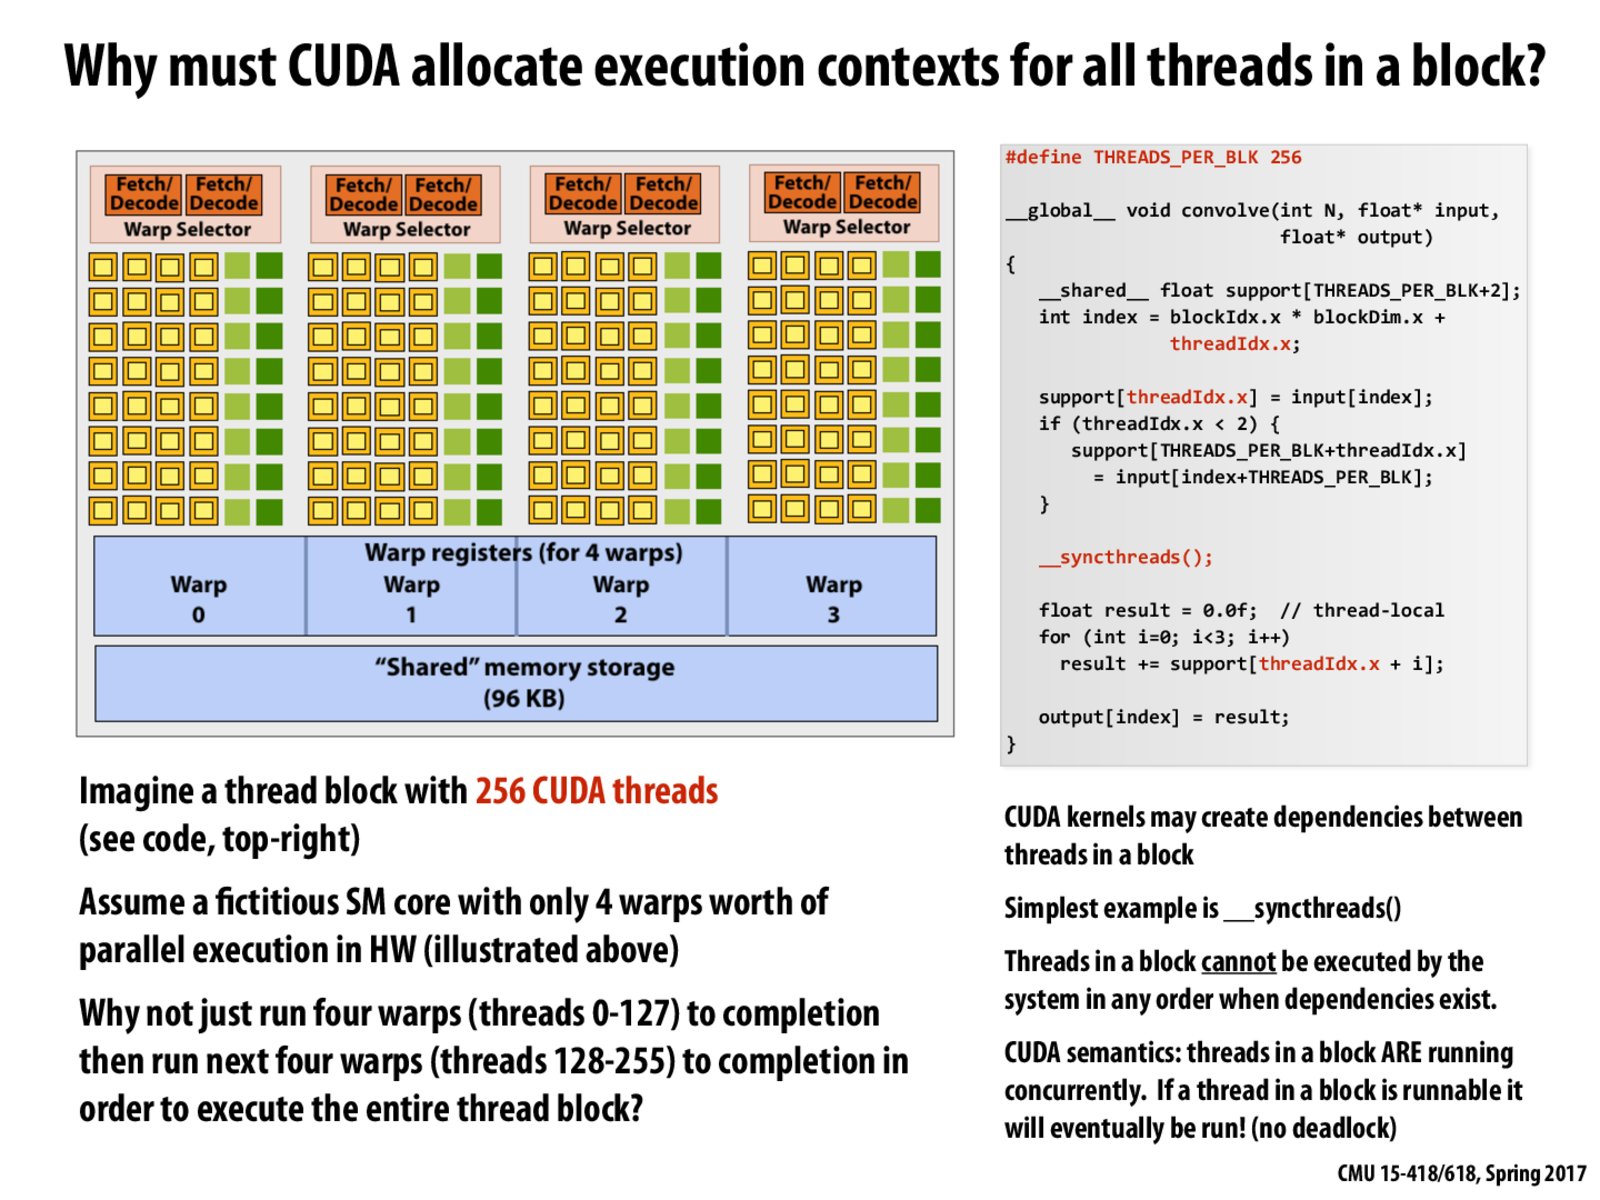 Why must CUDA allocate execution contexts for all threads in a block?
Fetch/ Fetch/ Fetch/ Fetch/ Fetch/ Fetch/ Fetch/ Fetch/
Decode Decode Decode Decode Decode Decode Decode Decode
Warp Selector Warp Selector Warp Selector Warp Selector
Warp registers (for 4 warps)
Warp Warp Warp Warp
0 1 2 3
“Shared” memory storage
(96 KB)
#define THREADS_PER_BLK 256
__global__ void convolve(int N, float* input,
float* output)
{
__shared__ float support[THREADS_PER_BLK+2];
int index = blockIdx.x * blockDim.x +
threadIdx.x;
support[threadIdx.x] = input[index];
if (threadIdx.x < 2) {
support[THREADS_PER_BLK+threadIdx.x]
= input[index+THREADS_PER_BLK];
}
__syncthreads();
float result = 0.0f; // thread-local
for (int i=0; i<3; i++)
result += support[threadIdx.x + i];
output[index] = result;
}
Imagine a thread block with 256 CUDA threads
(see code, top-right)
Assume a fictitious SM core with only 4 warps worth of
parallel execution in HW (illustrated above)
Why not just run four warps (threads 0-127) to completion
then run next four warps (threads 128-255) to completion in
order to execute the entire thread block?
CUDA kernels may create dependencies between
threads in a block
Simplest example is __syncthreads()
Threads in a block cannot be executed by the
system in any order when dependencies exist.
CUDA semantics: threads in a block ARE running
concurrently. If a thread in a block is runnable it
will eventually be run! (no deadlock)
CMU 15-418/618, Spring 2017